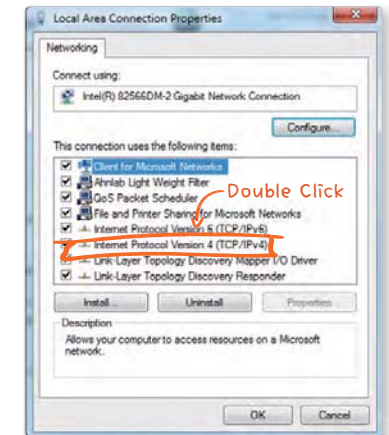 Local Area Connection Properties
Networking
Connect using:
Intel(R) 82566DM-2 Gigabit Network Connection
Configure...
This connection uses the following items:
Client for Microsoft Networks
Ahnlab Light Weight Filter
QoS Packet Scheduler
Double Click
File and Printer Sharing for Microsoft Networks
Internet Protocol Version 6 (TCP/IPv6)
Internet Protocol Version 4 (TCP/IPv4)
Link-Layer Topology Discovery Mapper I/O Driver
Link-Layer Topology Discovery Responder
Install...
Uninstall
Properties
Description
Allows your computer to access resources on a Microsoft
network.
OK
Cancel